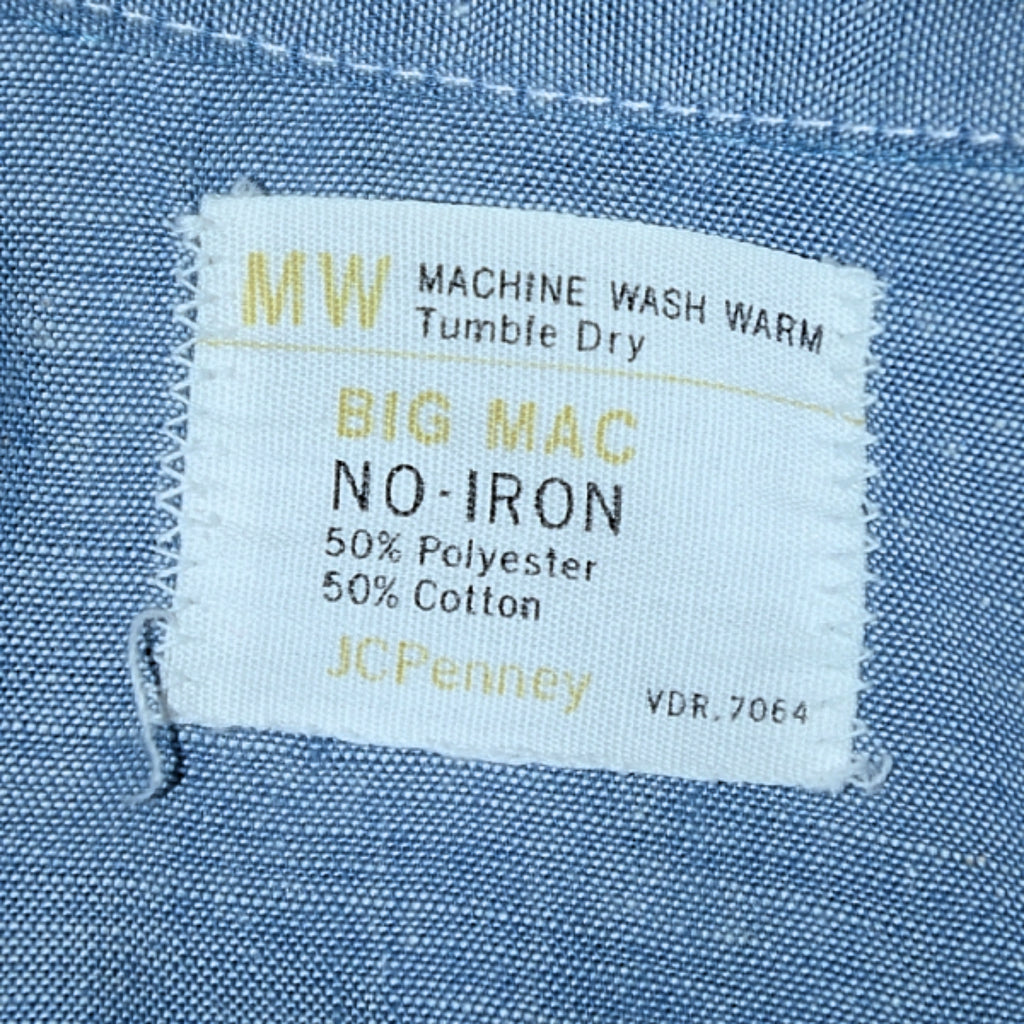 MW MACHINE WASH WARM
Tumble Dry
BIG MAC
NO-IRON
50% Polyester
50% Cotton
JCPenney VDR.7064